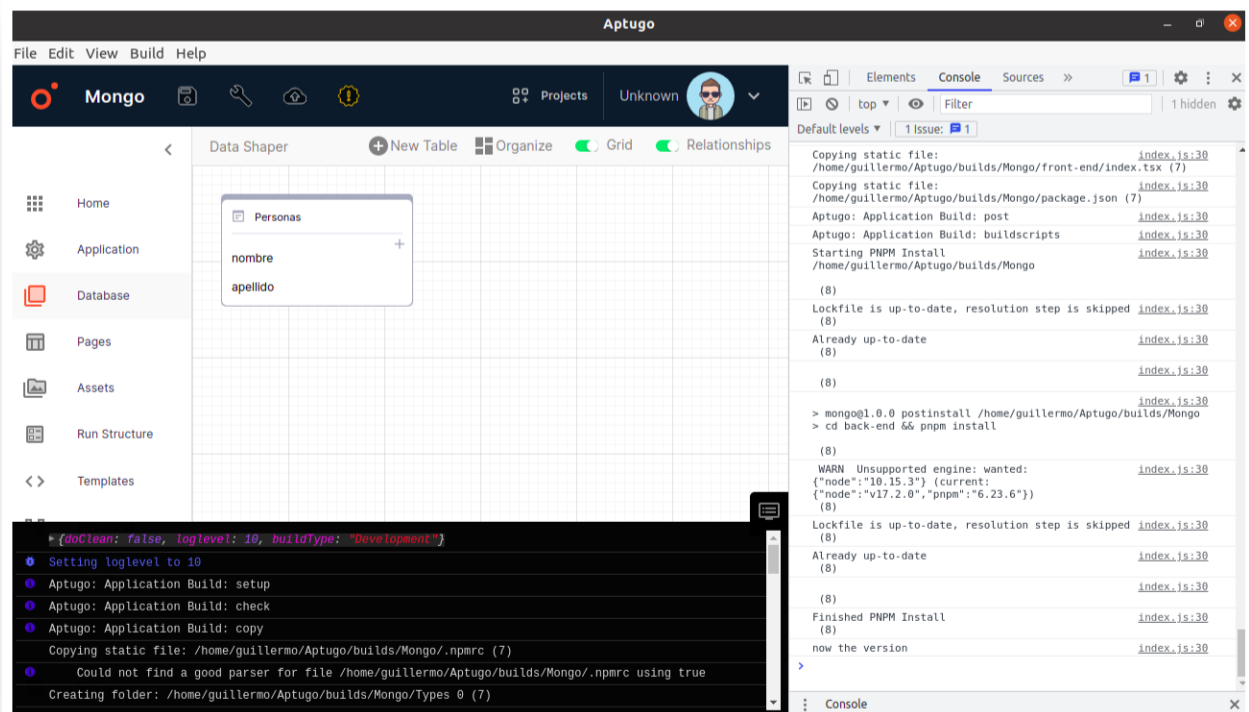 Aptugo
File Edit View Build Help
Mongo
Projects
Unknown
Data Shaper
New Table
Organize
Grid
Relationships
Home
Application
Database
Pages
Assets
Run Structure
Templates
Personas
nombre
apellido
{doClean: false, loglevel: 10, buildType: "Development"}
Setting loglevel to 10
Aptugo: Application Build: setup
Aptugo: Application Build: check
Aptugo: Application Build: copy
Copying static file: /home/guillermo/Aptugo/builds/Mongo/.npmrc (7)
Could not find a good parser for file /home/guillermo/Aptugo/builds/Mongo/.npmrc using true
Creating folder: /home/guillermo/Aptugo/builds/Mongo/Types 0 (7)
Elements Console Sources » 1
top Filter 1 hidden
Default levels 1 Issue: 1
Copying static file: index.js:30
/home/guillermo/Aptugo/builds/Mongo/front-end/index.tsx (7)
Copying static file: index.js:30
/home/guillermo/Aptugo/builds/Mongo/package.json (7)
Aptugo: Application Build: post index.js:30
Aptugo: Application Build: buildscripts index.js:30
Starting PNPM Install index.js:30
/home/guillermo/Aptugo/builds/Mongo
(8)
Lockfile is up-to-date, resolution step is skipped index.js:30
(8)
Already up-to-date index.js:30
(8)
index.js:30
(8)
index.js:30
> mongo@1.0.0 postinstall /home/guillermo/Aptugo/builds/Mongo
> cd back-end && pnpm install
(8)
WARN Unsupported engine: wanted: index.js:30
{"node":"10.15.3"} (current:
{"node":"v17.2.0","pnpm":"6.23.6"})
(8)
Lockfile is up-to-date, resolution step is skipped index.js:30
(8)
Already up-to-date index.js:30
(8)
index.js:30
(8)
Finished PNPM Install index.js:30
(8)
now the version index.js:30
>
Console